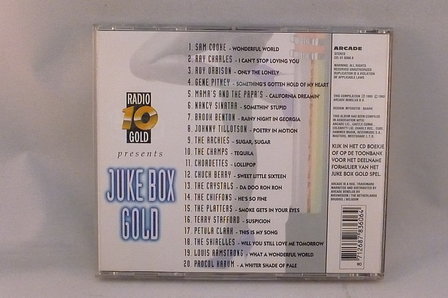 RADIO
10
GOLD
presents
JUKE BOX
GOLD
1. SAM COOKE - WONDERFUL WORLD
2. RAY CHARLES - I CAN'T STOP LOVING YOU
3. ROY ORBISON - ONLY THE LONELY
4. GENE PITNEY - SOMETHING'S GOTTEN HOLD OF MY HEART
5. MAMA'S AND THE PAPA'S - CALIFORNIA DREAMIN'
6. NANCY SINATRA - SOMETHIN' STUPID
7. BROOK BENTON - RAINY NIGHT IN GEORGIA
8. JOHNNY TILLOTSON - POETRY IN MOTION
9. THE ARCHIES - SUGAR, SUGAR
10. THE CHAMPS - TEQUILA
11. CHORDETTES - LOLLIPOP
12. CHUCK BERRY - SWEET LITTLE SIXTEEN
13. THE CRYSTALS - DA DOO RON RON
14. THE CHIFFONS - HE'S SO FINE
15. THE PLATTERS - SMOKE GETS IN YOUR EYES
16. TERRY STAFFORD - SUSPICION
17. PETULA CLARK - THIS IS MY SONG
18. THE SHIRELLES - WILL YOU STILL LOVE ME TOMORROW
19. LOUIS ARMSTRONG - WHAT A WONDERFUL WORLD
20. PROCOL HARUM - A WHITER SHADE OF PALE
ARCADE
STEREO
KIJK IN HET CD BOEKJE
OF OP DE TOONBANK
VOOR HET DEELNAME
FORMULIER VAN HET
JUKE BOX GOLD SPEL.
8 712687 836064